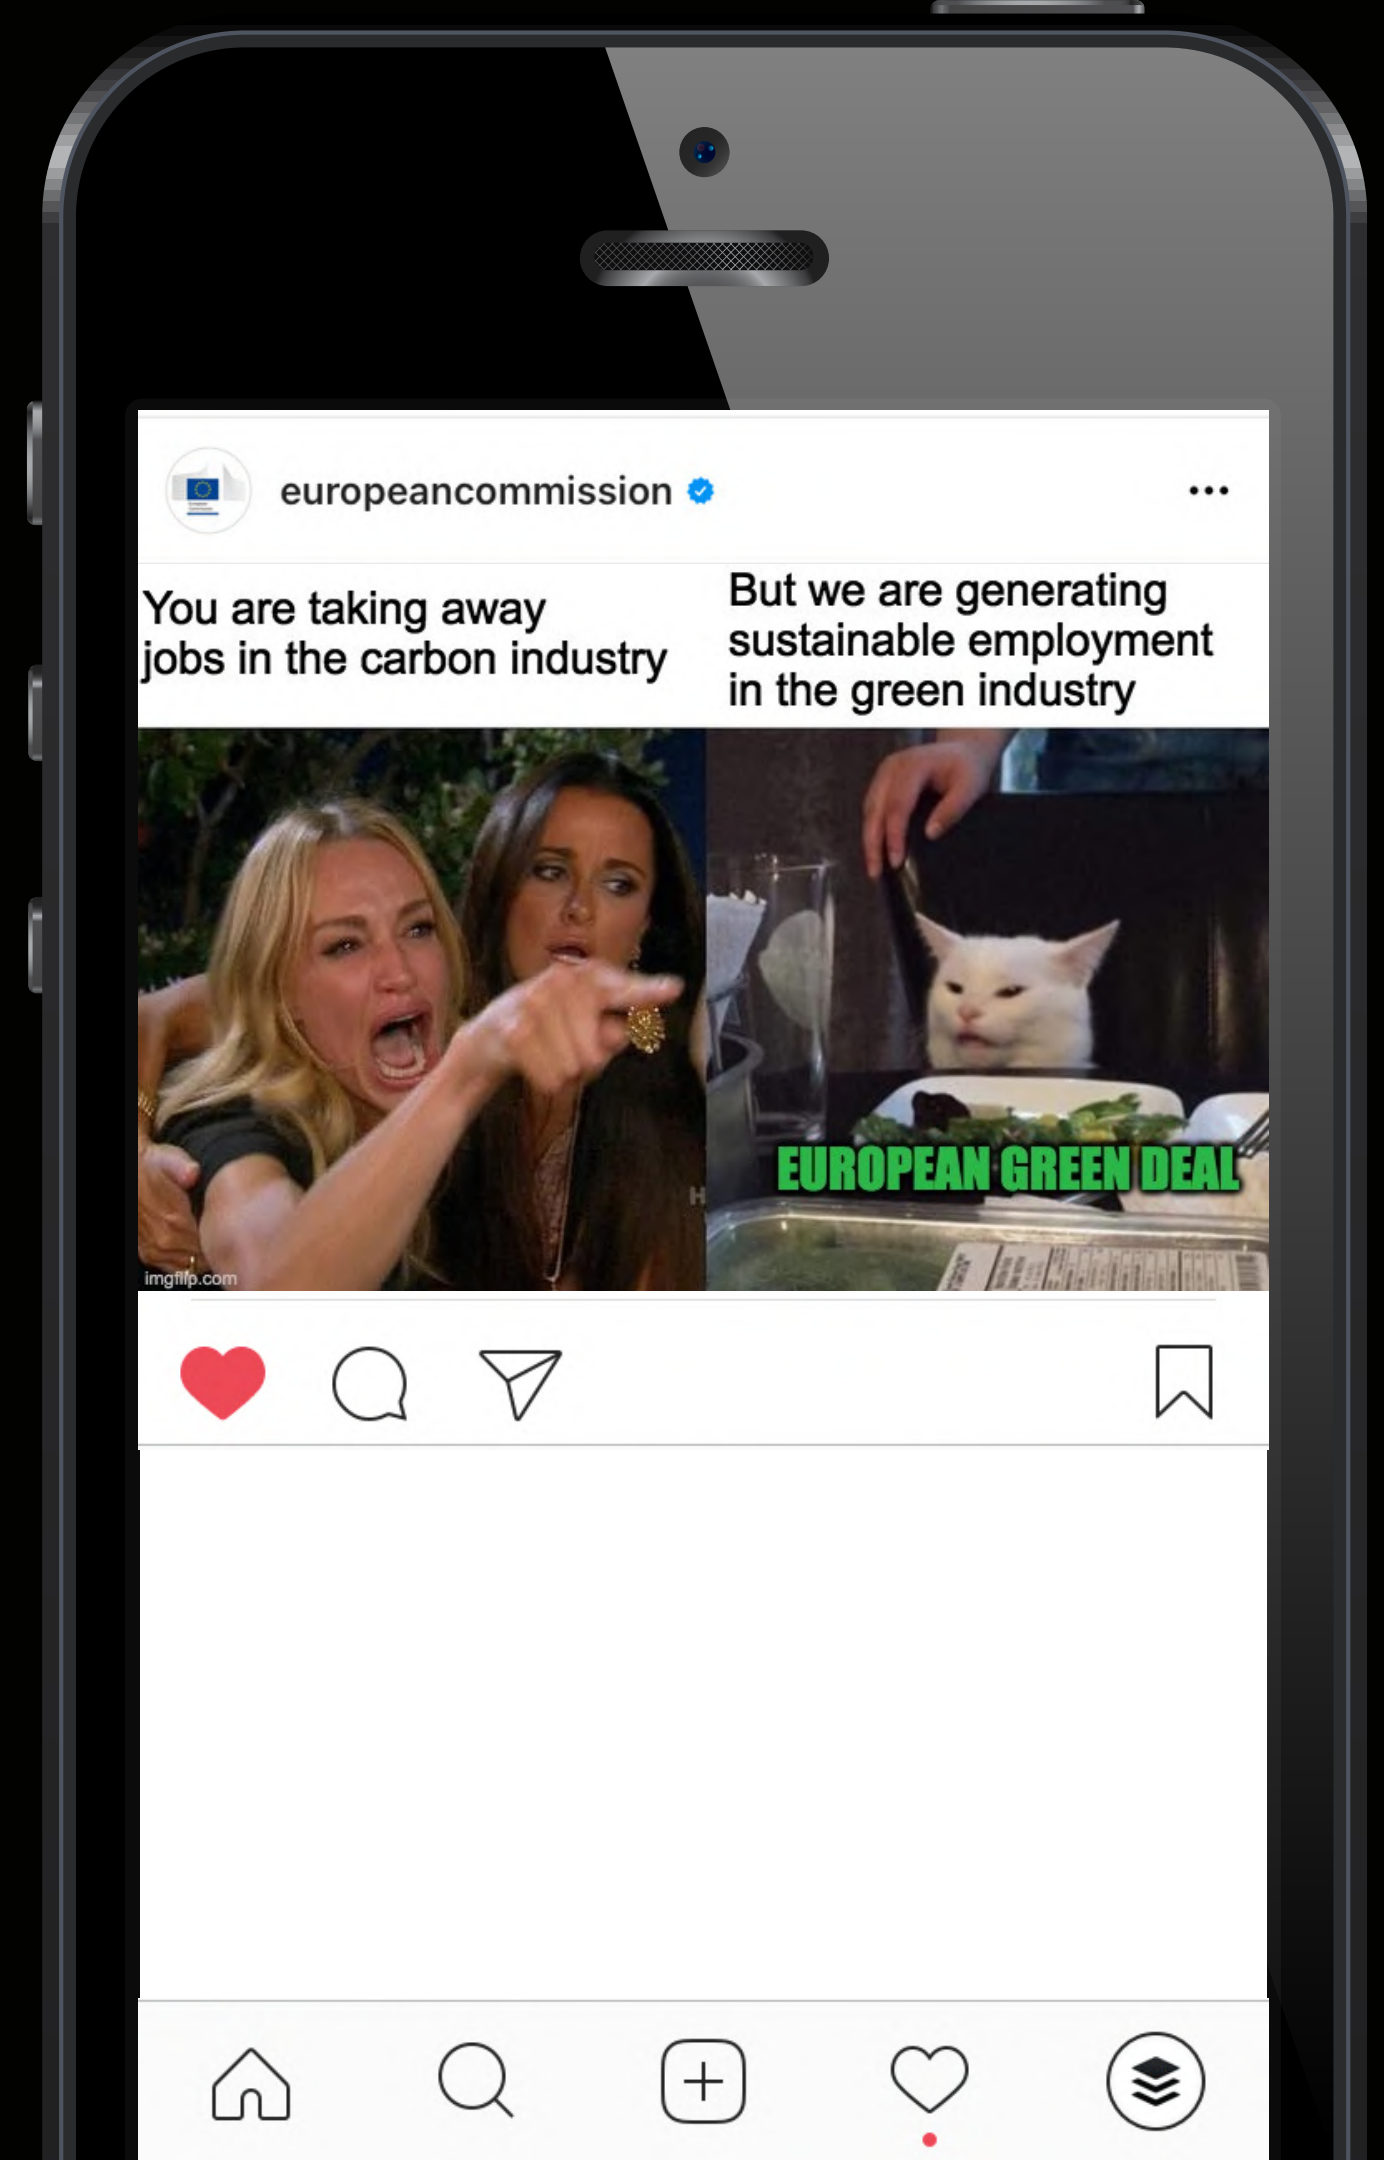 europeancommission
You are taking away
jobs in the carbon industry
But we are generating
sustainable employment
in the green industry
EUROPEAN GREEN DEAL
imgflip.com